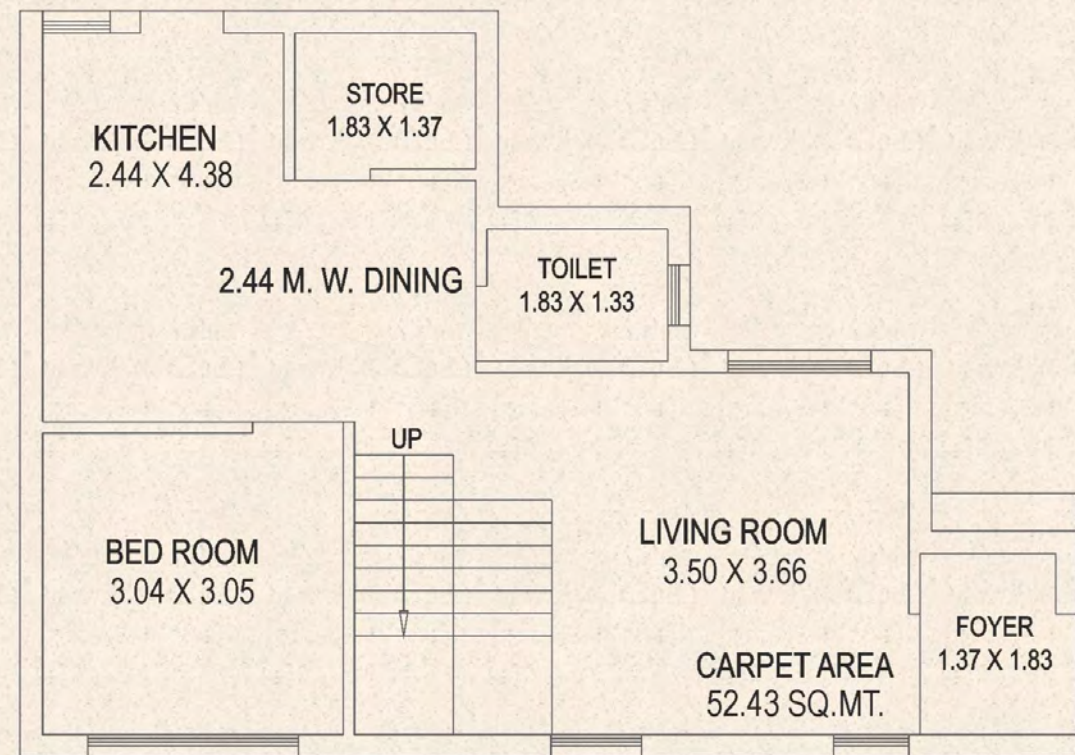 STORE
1.83 X 1.37
KITCHEN
2.44 X 4.38
2.44 M. W. DINING
TOILET
1.83 X 1.33
UP
BED ROOM
3.04 X 3.05
LIVING ROOM
3.50 X 3.66
FOYER
1.37 X 1.83
CARPET AREA
52.43 SQ.MT.